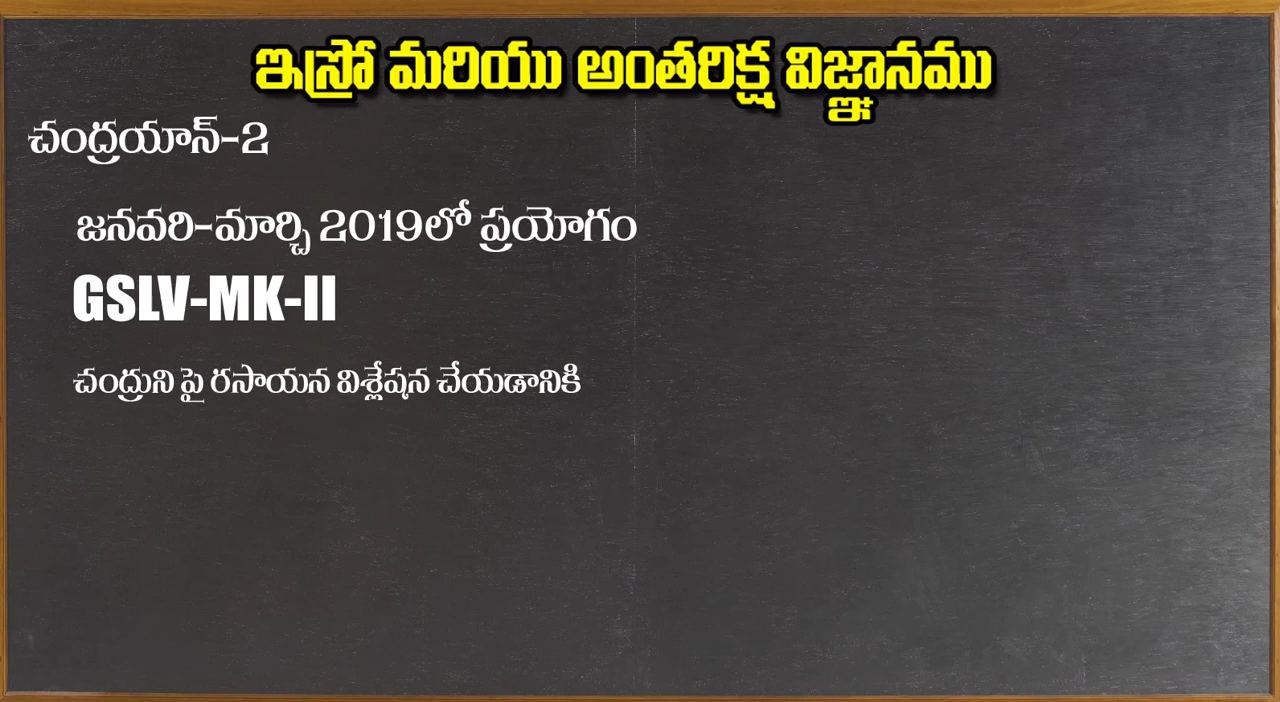 ఇస్రో మరియు అంతరిక్ష విజ్ఞానము
చంద్రయాన్-2
జనవరి-మార్చి 2019లో ప్రయోగం
GSLV-MK-II
చంద్రుని పై రసాయన విశ్లేషన చేయడానికి